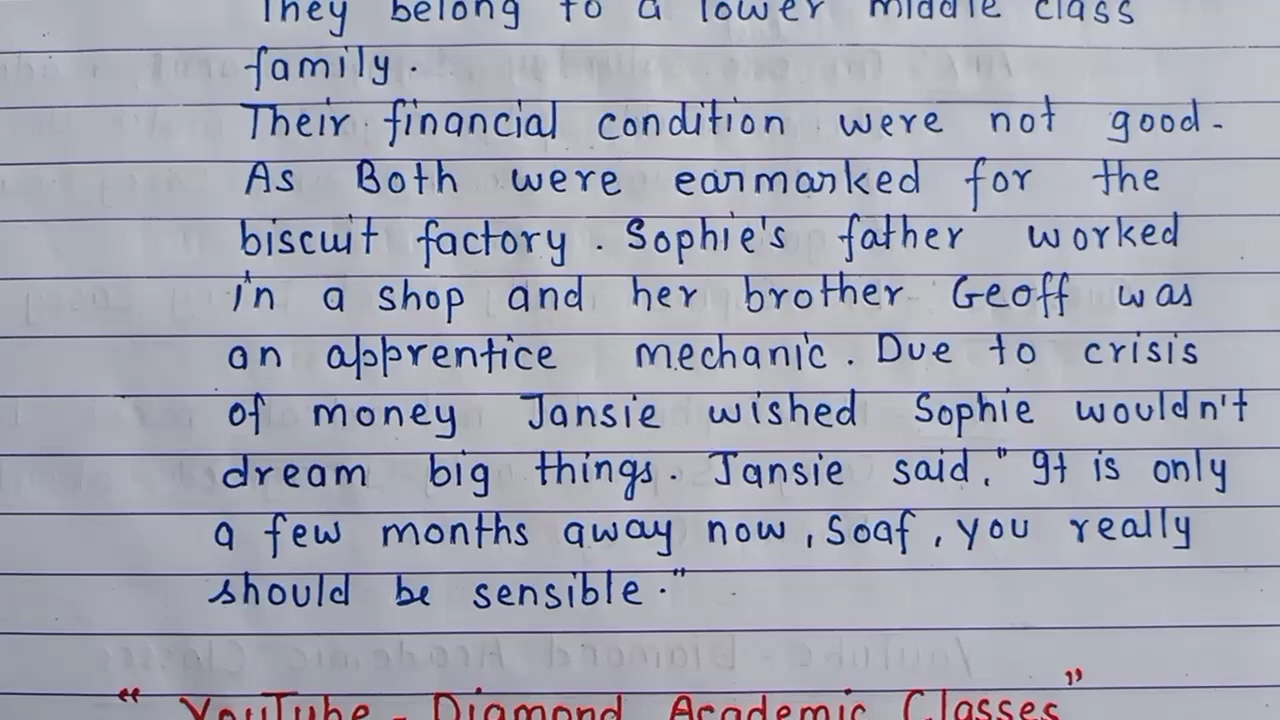 They belong to a lower middle class
family.
Their financial condition were not good.
As Both were earmarked for the
biscuit factory. Sophie's father worked
in a shop and her brother Geoff was
an apprentice mechanic. Due to crisis
of money Jansie wished Sophie wouldn't
dream big things. Jansie said, "It is only
a few months away now, Soaf, you really
should be sensible."
"YouTube - Diamond Academic Classes"